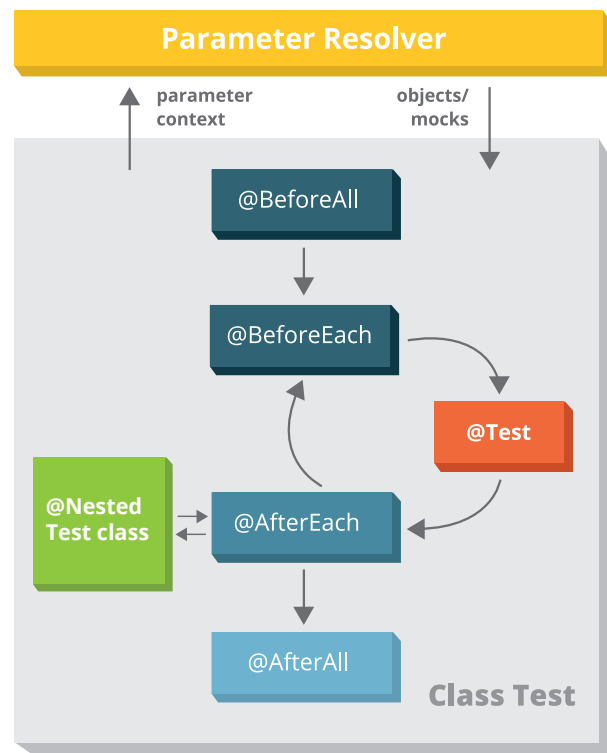 Parameter Resolver
parameter
context
objects/
mocks
@BeforeAll
@BeforeEach
@Test
@Nested
Test class
@AfterEach
@AfterAll
Class Test